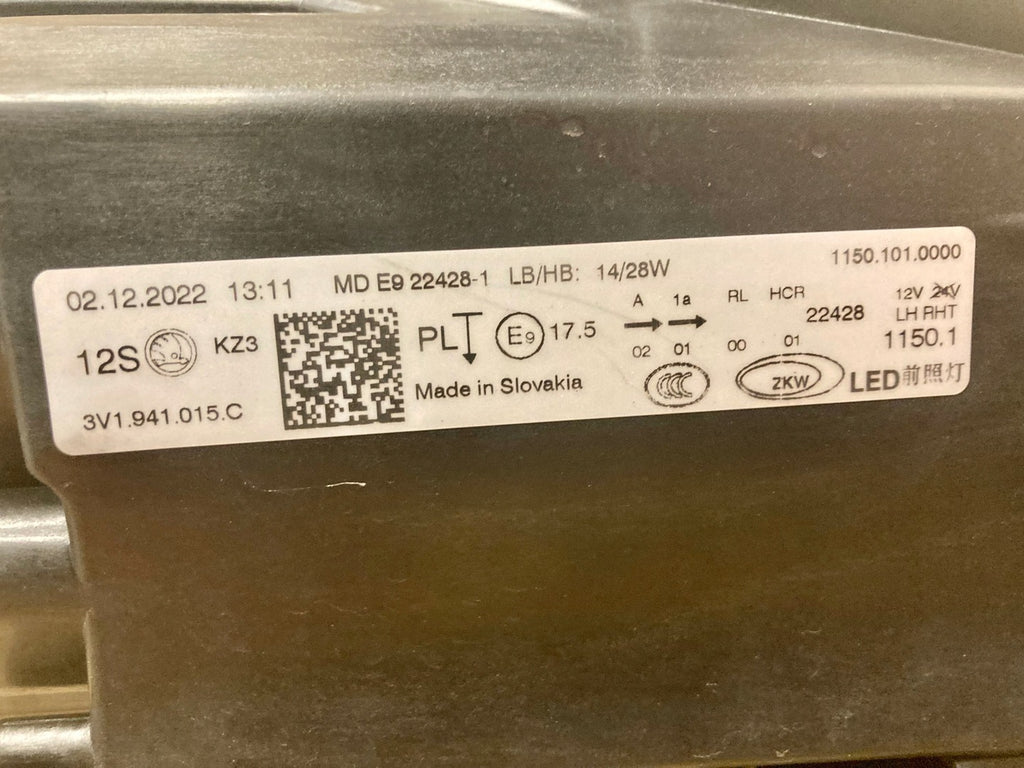 02.12.2022 13:11 MD E9 22428-1 LB/HB: 14/28W 1150.101.0000
12S KZ3 PL E9 17.5 A 1a RL HCR 22428 12V 24V
02 01 00 01 LH RHT
1150.1
3V1.941.015.C Made in Slovakia CCC ZKW LED前照灯